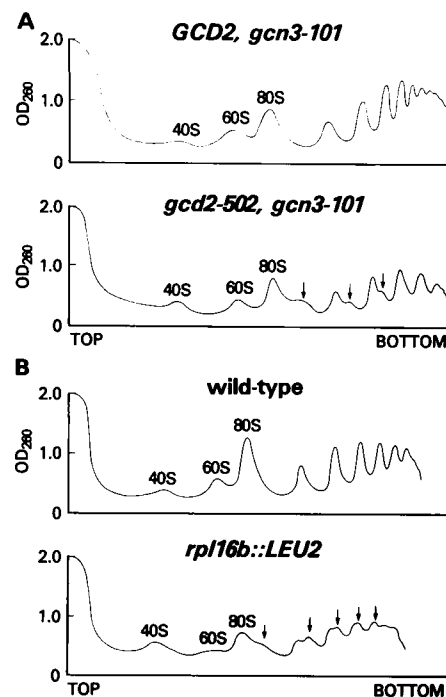 A
GCD2, gcn3-101
2.0
1.0
0
OD260
40S
60S
80S
gcd2-502, gcn3-101
2.0
1.0
0
OD260
40S
60S
80S
TOP
BOTTOM
B
wild-type
2.0
1.0
0
OD260
40S
60S
80S
rpl16b::LEU2
2.0
1.0
0
OD260
40S
60S
80S
TOP
BOTTOM